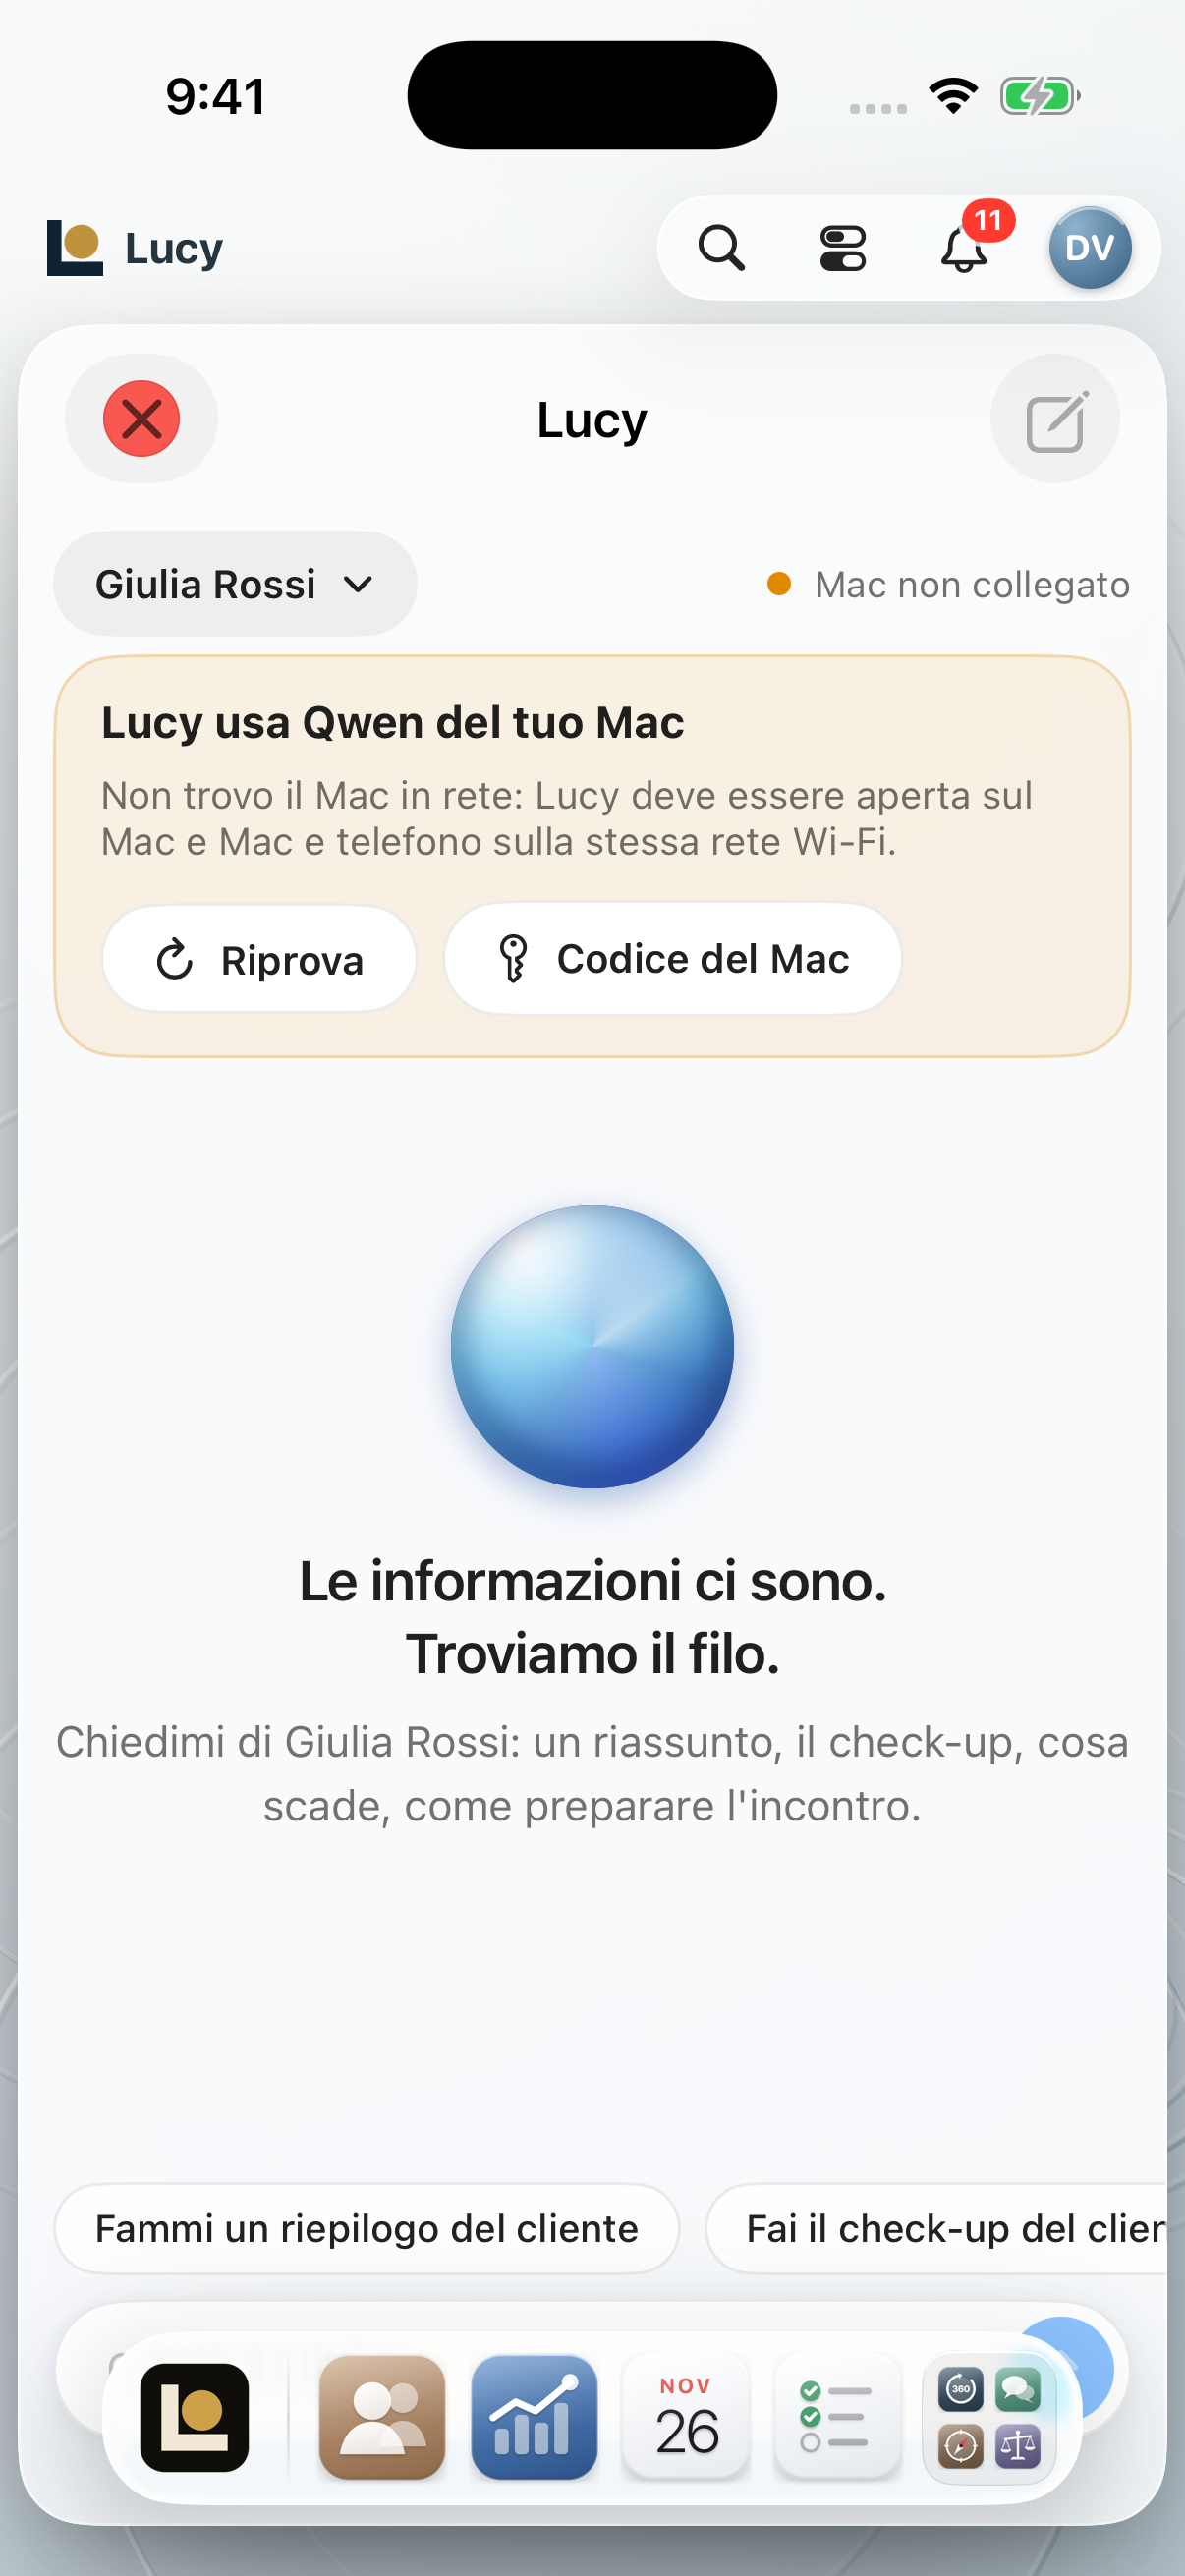 9:41
Lucy
11
DV
Lucy
Giulia Rossi
Mac non collegato
Lucy usa Qwen del tuo Mac
Non trovo il Mac in rete: Lucy deve essere aperta sul
Mac e Mac e telefono sulla stessa rete Wi-Fi.
Riprova
Codice del Mac
Le informazioni ci sono.
Troviamo il filo.
Chiedimi di Giulia Rossi: un riassunto, il check-up, cosa
scade, come preparare l'incontro.
Fammi un riepilogo del cliente
Fai il check-up del clien
NOV
26
360